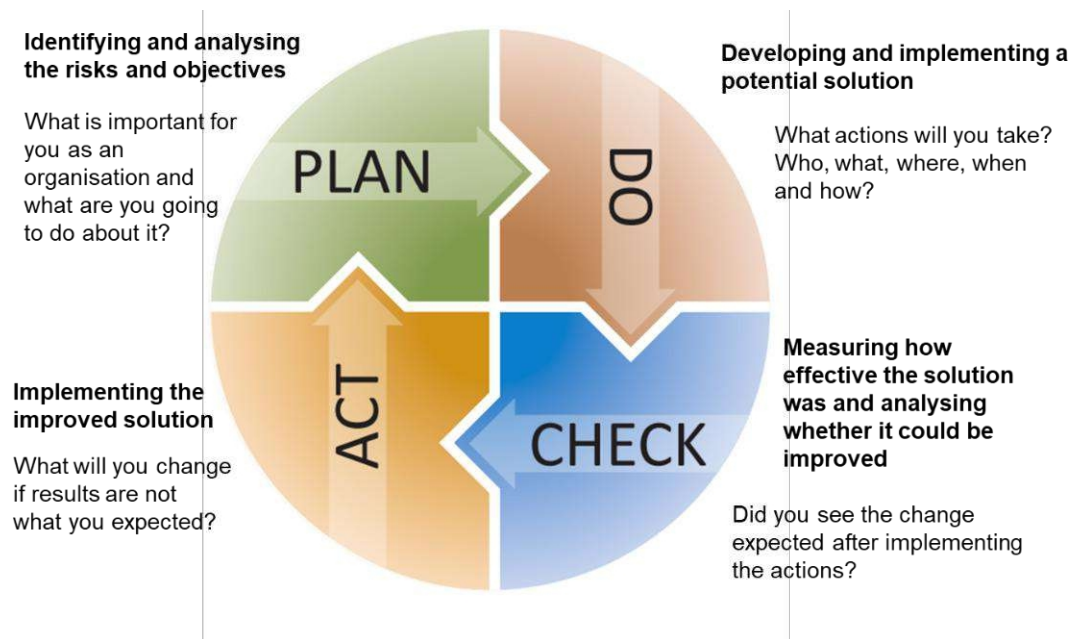 Identifying and analysing
the risks and objectives
What is important for
you as an
organisation and
what are you going
to do about it?
PLAN
DO
Developing and implementing a
potential solution
What actions will you take?
Who, what, where, when
and how?
Measuring how
effective the solution
was and analysing
whether it could be
improved
Did you see the change
expected after implementing
the actions?
CHECK
ACT
Implementing the
improved solution
What will you change
if results are not
what you expected?